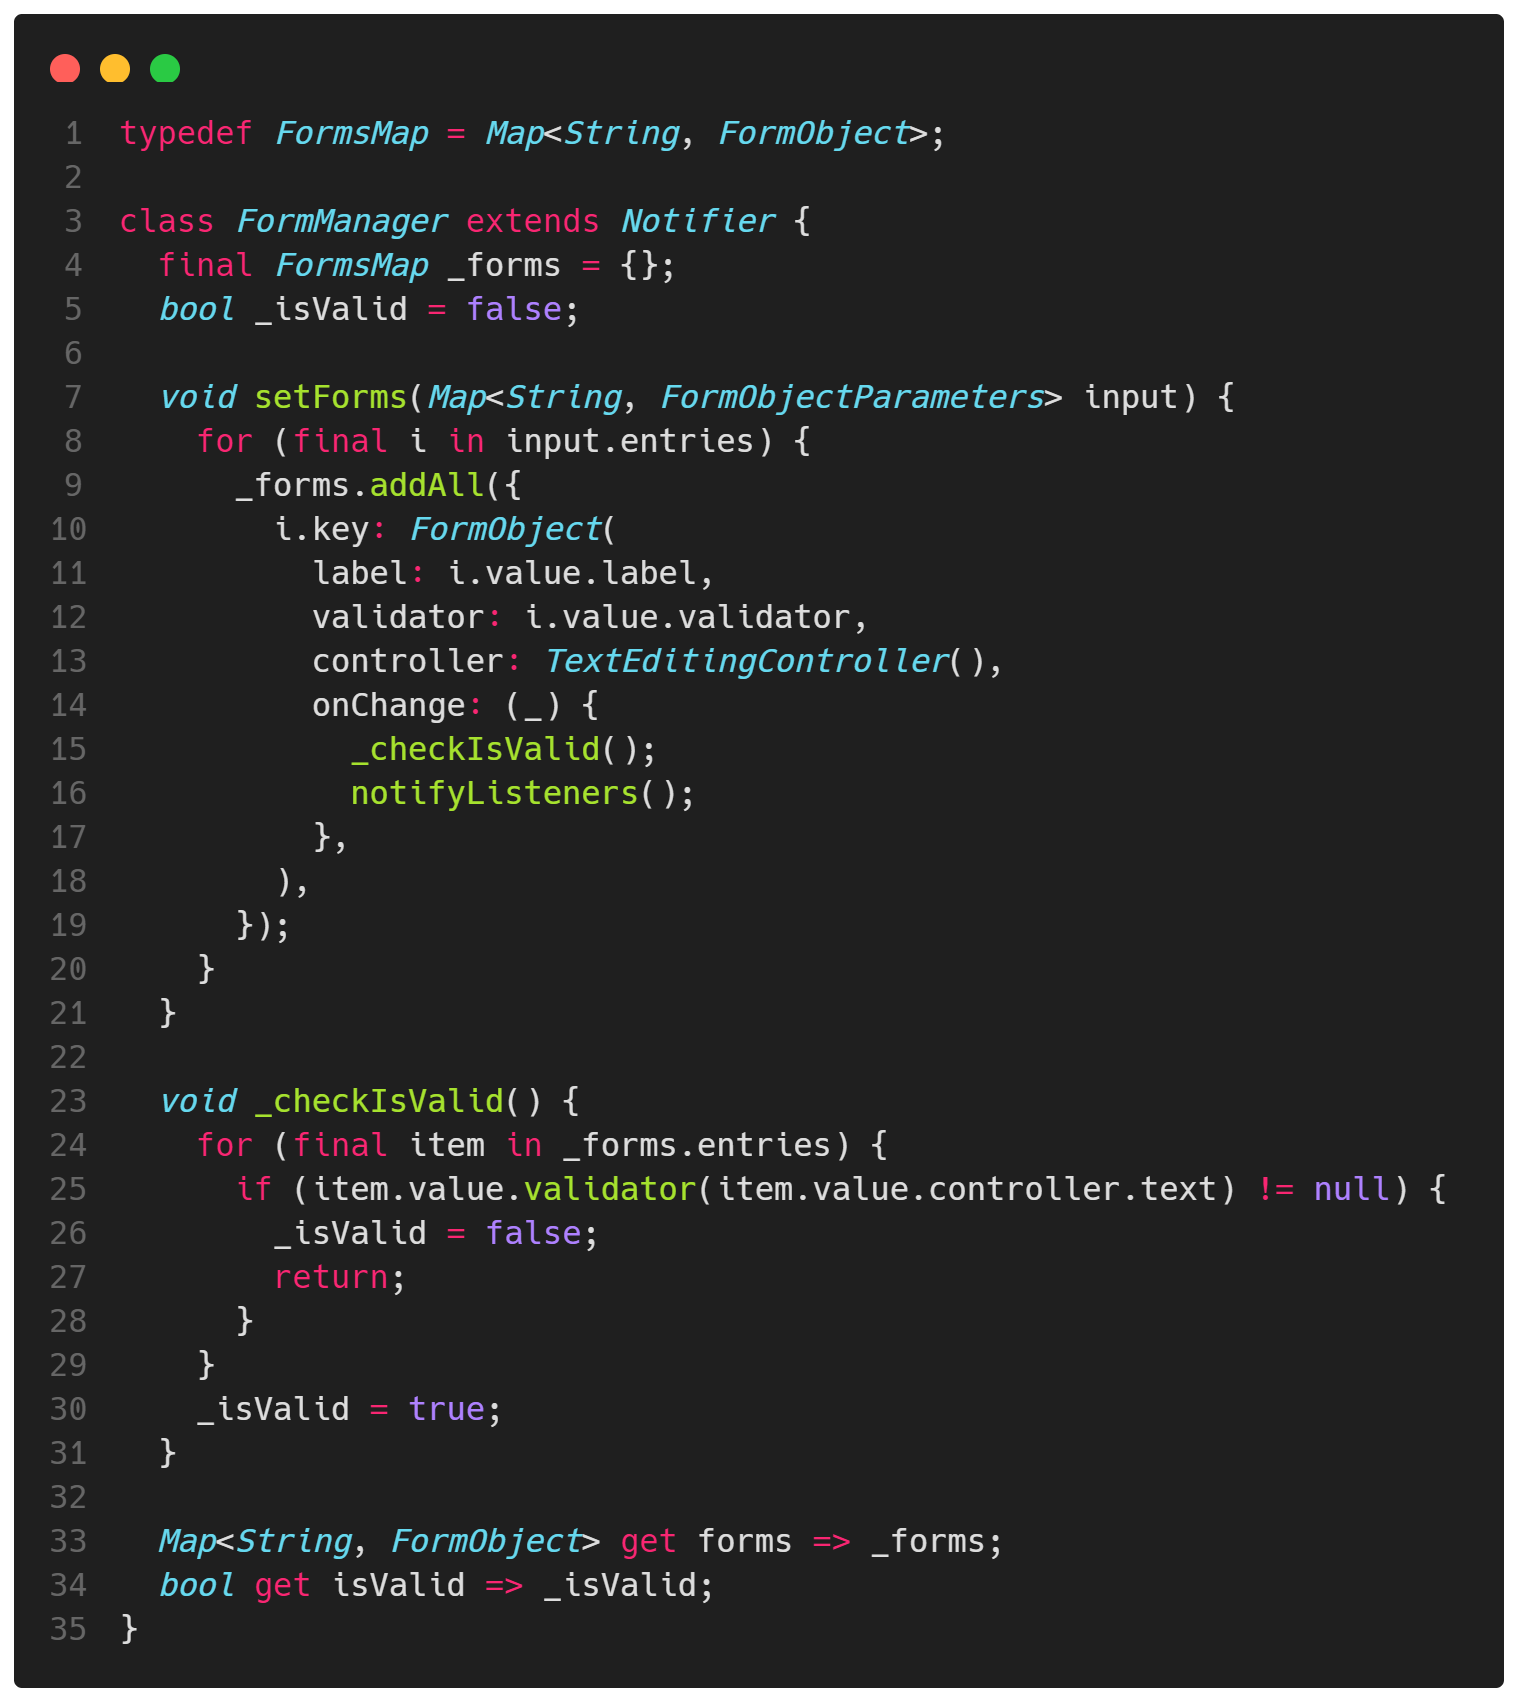 1 typedef FormsMap = Map<String, FormObject>;
2
3 class FormManager extends Notifier {
4   final FormsMap _forms = {};
5   bool _isValid = false;
6
7   void setForms(Map<String, FormObjectParameters> input) {
8     for (final i in input.entries) {
9       _forms.addAll({
10         i.key: FormObject(
11           label: i.value.label,
12           validator: i.value.validator,
13           controller: TextEditingController(),
14           onChange: (_) {
15             _checkIsValid();
16             notifyListeners();
17           },
18         ),
19       });
20     }
21   }
22
23   void _checkIsValid() {
24     for (final item in _forms.entries) {
25       if (item.value.validator(item.value.controller.text) != null) {
26         _isValid = false;
27         return;
28       }
29     }
30     _isValid = true;
31   }
32
33   Map<String, FormObject> get forms => _forms;
34   bool get isValid => _isValid;
35 }